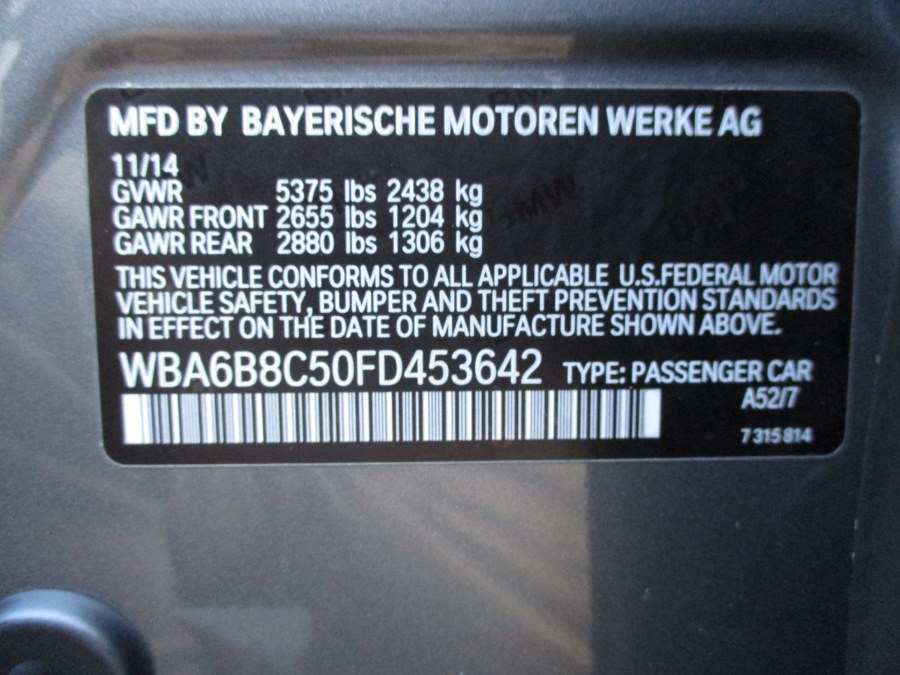 MFD BY BAYERISCHE MOTOREN WERKE AG
11/14
GVWR 5375 lbs 2438 kg
GAWR FRONT 2655 lbs 1204 kg
GAWR REAR 2880 lbs 1306 kg
THIS VEHICLE CONFORMS TO ALL APPLICABLE U.S.FEDERAL MOTOR
VEHICLE SAFETY, BUMPER AND THEFT PREVENTION STANDARDS
IN EFFECT ON THE DATE OF MANUFACTURE SHOWN ABOVE.
WBA6B8C50FD453642 TYPE: PASSENGER CAR
A52/7
7 315 814